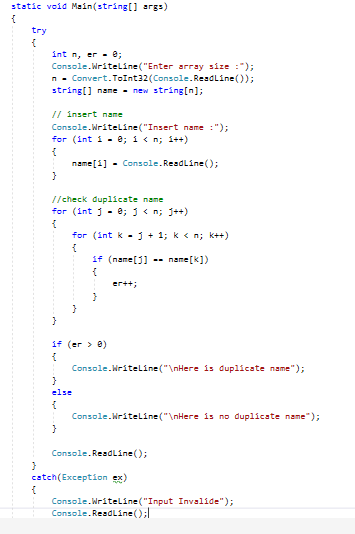 static void Main(string[] args)
{
try
{
int n, er = 0;
Console.WriteLine("Enter array size :");
n = Convert.ToInt32(Console.ReadLine());
string[] name = new string[n];
// insert name
Console.WriteLine("Insert name :");
for (int i = 0; i < n; i++)
{
name[i] = Console.ReadLine();
}
//check duplicate name
for (int j = 0; j < n; j++)
{
for (int k = j + 1; k < n; k++)
{
if (name[j] == name[k])
{
er++;
}
}
}
if (er > 0)
{
Console.WriteLine("\nHere is duplicate name");
}
else
{
Console.WriteLine("\nHere is no duplicate name");
}
Console.ReadLine();
}
catch(Exception ex)
{
Console.WriteLine("Input Invalide");
Console.ReadLine();